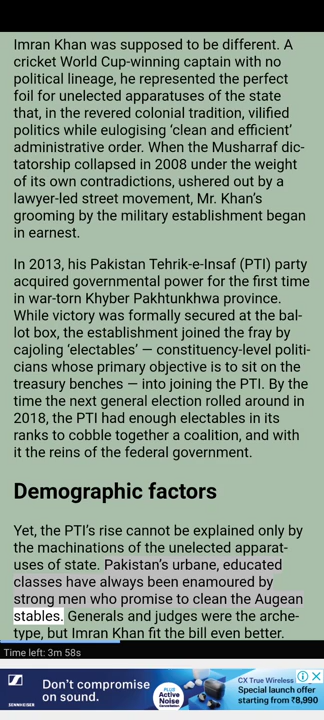 Imran Khan was supposed to be different. A
cricket World Cup-winning captain with no
political lineage, he represented the perfect
foil for unelected apparatuses of the state
that, in the revered colonial tradition, vilified
politics while eulogising ‘clean and efficient’
administrative order. When the Musharraf dic-
tatorship collapsed in 2008 under the weight
of its own contradictions, ushered out by a
lawyer-led street movement, Mr. Khan’s
grooming by the military establishment began
in earnest.
In 2013, his Pakistan Tehrik-e-Insaf (PTI) party
acquired governmental power for the first time
in war-torn Khyber Pakhtunkhwa province.
While victory was formally secured at the bal-
lot box, the establishment joined the fray by
cajoling ‘electables’ — constituency-level politi-
cians whose primary objective is to sit on the
treasury benches — into joining the PTI. By the
time the next general election rolled around in
2018, the PTI had enough electables in its
ranks to cobble together a coalition, and with
it the reins of the federal government.
Demographic factors
Yet, the PTI’s rise cannot be explained only by
the machinations of the unelected apparat-
uses of state. Pakistan’s urbane, educated
classes have always been enamoured by
strong men who promise to clean the Augean
stables. Generals and judges were the arche-
type, but Imran Khan fit the bill even better.
Time left: 3m 58s
SENNHEISER
Don’t compromise
on sound.
PLUS
Active
Noise
Cancellation
CX True Wireless
Special launch offer
starting from ₹8,990